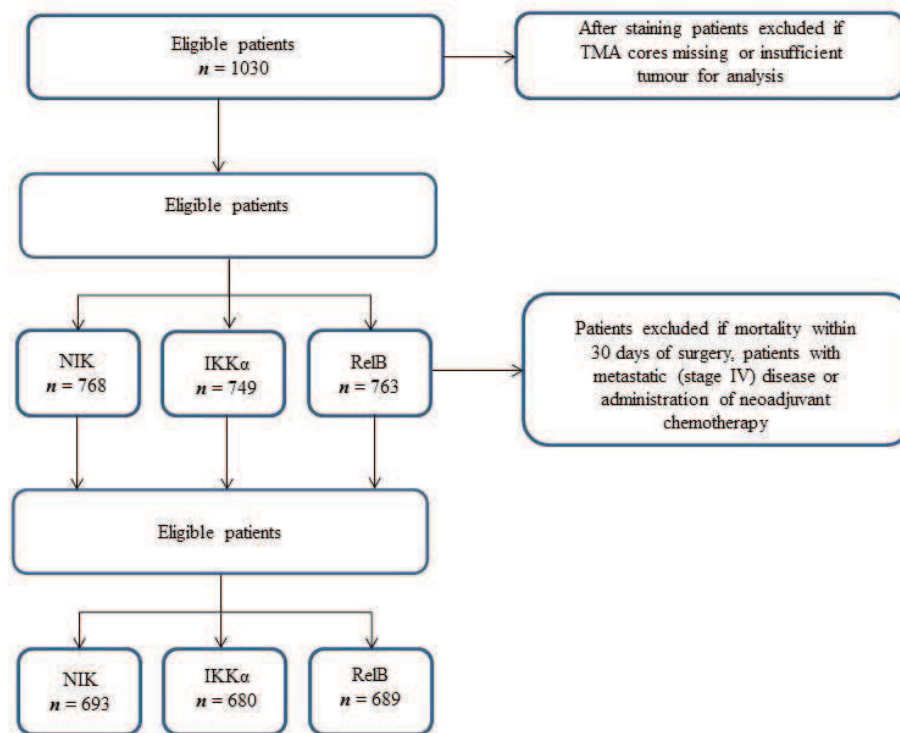 Eligible patients
n = 1030
After staining patients excluded if
TMA cores missing or insufficient
tumour for analysis
Eligible patients
NIK
n = 768
IKKα
n = 749
RelB
n = 763
Patients excluded if mortality within
30 days of surgery, patients with
metastatic (stage IV) disease or
administration of neoadjuvant
chemotherapy
Eligible patients
NIK
n = 693
IKKα
n = 680
RelB
n = 689